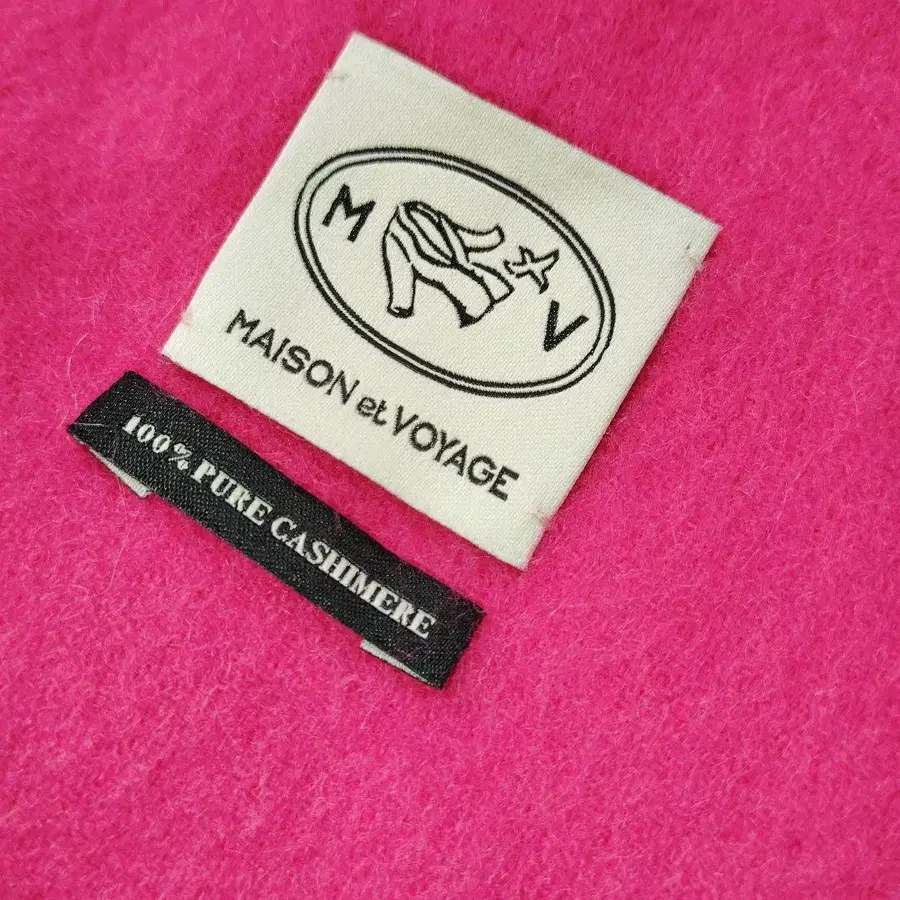 M V
MAISON et VOYAGE
100% PURE CASHIMERE